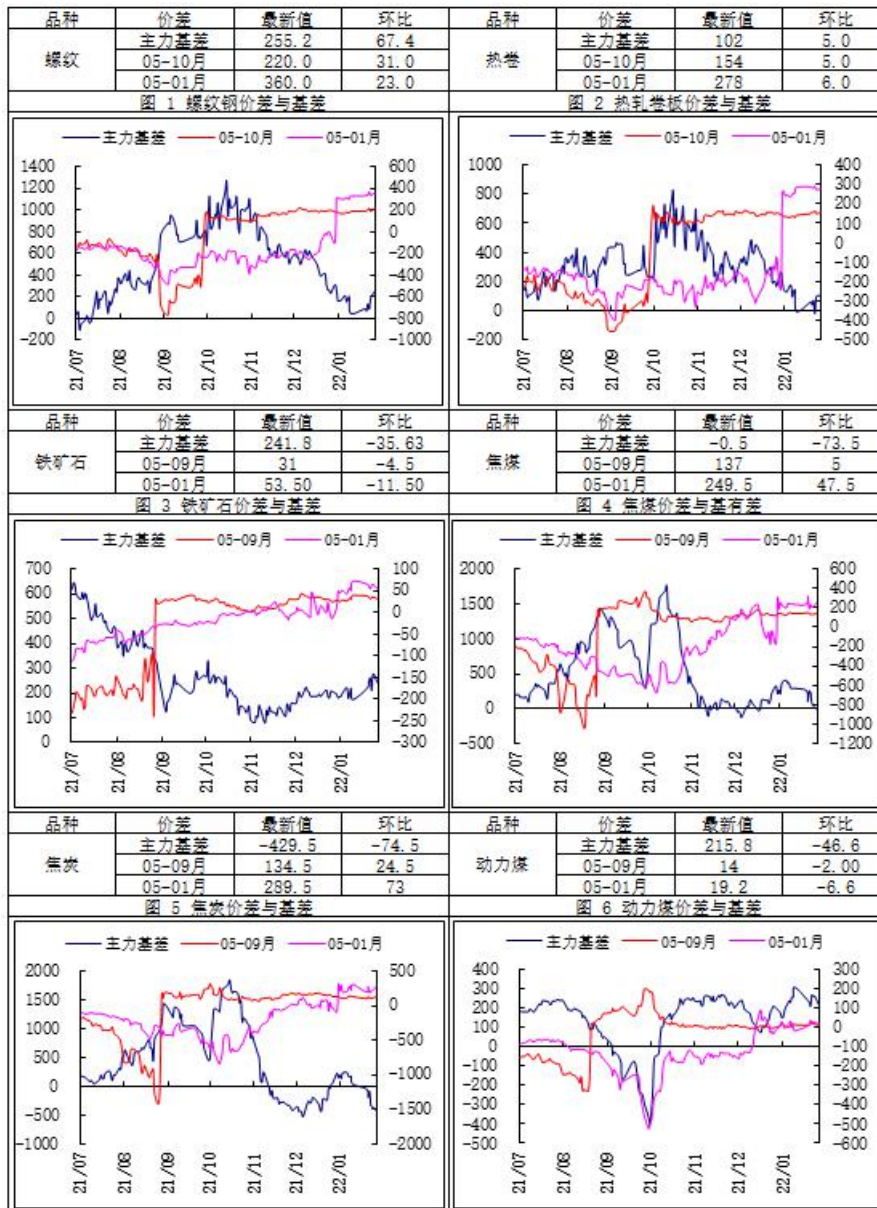 品种 价差 最新值 环比 品种 价差 最新值 环比
螺纹 主力基差 255.2 67.4 热卷 主力基差 102 5.0
05-10月 220.0 31.0 05-10月 154 5.0
05-01月 360.0 23.0 05-01月 278 6.0
图 1 螺纹钢价差与基差 图 2 热轧卷板价差与基差
主力基差 05-10月 05-01月 主力基差 05-10月 05-01月
1400 600 1000 400
1200 400 800 300
1000 200 600 200
800 0 400 100
600 -200 200 0
400 -400 0 -100
200 -600 -200 -200
0 -800 -300
-200 -1000 -400
-500
21/07 21/08 21/09 21/10 21/11 21/12 22/01 21/07 21/08 21/09 21/10 21/11 21/12 22/01
品种 价差 最新值 环比 品种 价差 最新值 环比
铁矿石 主力基差 241.8 -35.63 焦煤 主力基差 -0.5 -73.5
05-09月 31 -4.5 05-09月 137 5
05-01月 53.50 -11.50 05-01月 249.5 47.5
图 3 铁矿石价差与基差 图 4 焦煤价差与基有差
主力基差 05-09月 05-01月 主力基差 05-09月 05-01月
700 100 2000 600
600 50 1500 400
500 0 1000 200
400 -50 500 0
300 -100 0 -200
200 -150 -500 -400
100 -200 -600
0 -250 -800
-300 -1000
-1200
21/07 21/08 21/09 21/10 21/11 21/12 22/01 21/07 21/08 21/09 21/10 21/11 21/12 22/01
品种 价差 最新值 环比 品种 价差 最新值 环比
焦炭 主力基差 -429.5 -74.5 动力煤 主力基差 215.8 -46.6
05-09月 134.5 24.5 05-09月 14 -2.00
05-01月 289.5 73 05-01月 19.2 -6.6
图 5 焦炭价差与基差 图 6 动力煤价差与基差
主力基差 05-09月 05-01月 主力基差 05-09月 05-01月
2000 500 400 300
1500 0 300 200
1000 -500 200 100
500 -1000 100 0
0 -1500 0 -100
-500 -2000 -100 -200
-1000 -200 -300
-300 -400
-400 -500
-500 -600
21/07 21/08 21/09 21/10 21/11 21/12 22/01 21/07 21/08 21/09 21/10 21/11 21/12 22/01